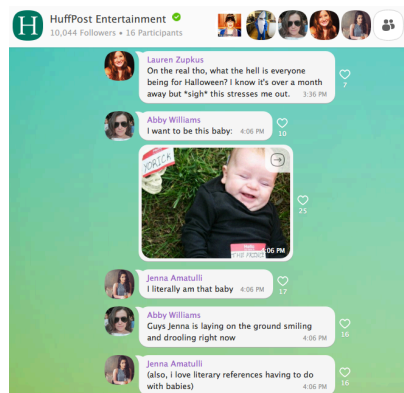 H HuffPost Entertainment
10,044 Followers • 16 Participants
Lauren Zupkus
On the real tho, what the hell is everyone
being for Halloween? I know it's over a month
away but *sigh* this stresses me out. 3:36 PM
7
Abby Williams
I want to be this baby: 4:06 PM
10
YORICK
25
THE PRINCE
4:06 PM
Jenna Amatulli
I literally am that baby 4:06 PM
17
Abby Williams
Guys Jenna is laying on the ground smiling
and drooling right now 4:06 PM
16
Jenna Amatulli
(also, i love literary references having to do
with babies) 4:06 PM
16